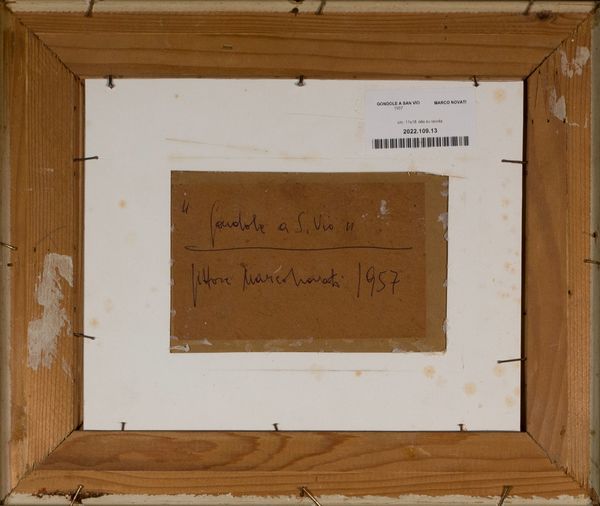 GONDOLE A SAN VIO MARCO NOVATI
1957
cm: 11x18 olio su tavola
2022.109.13
"Gondole a S. Vio"
Pittore Marco Novati 1957